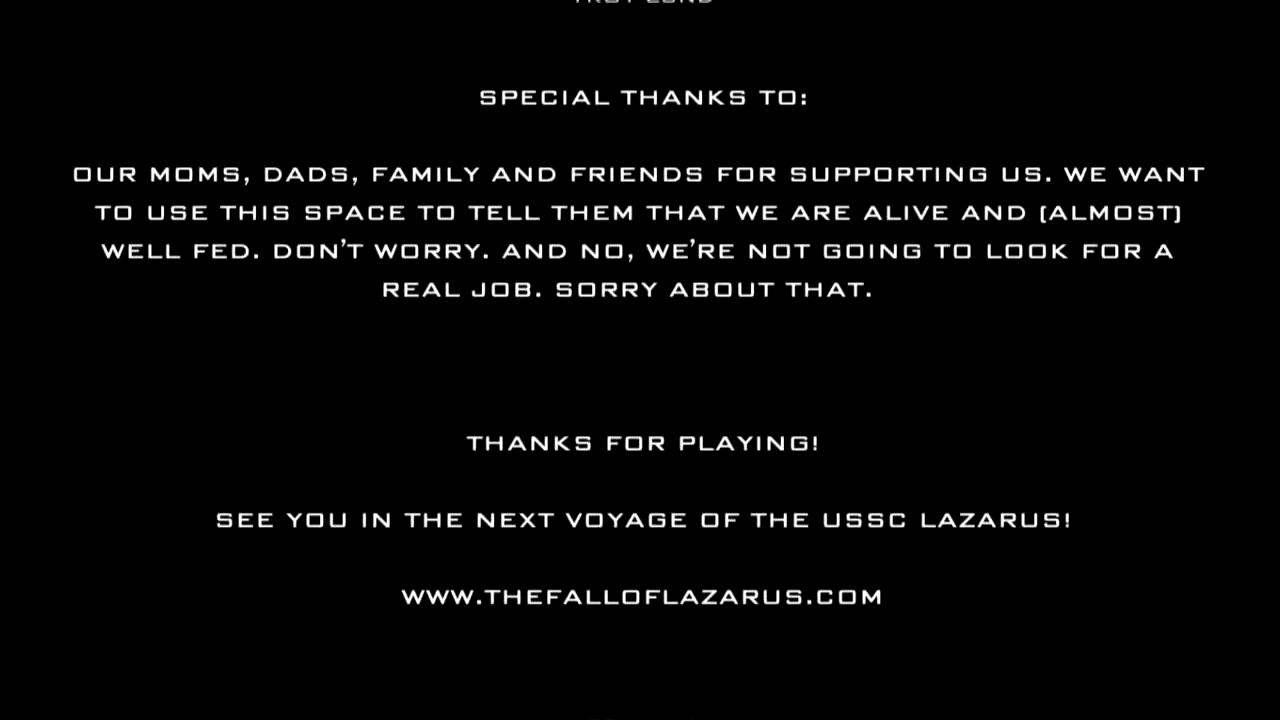 SPECIAL THANKS TO:
OUR MOMS, DADS, FAMILY AND FRIENDS FOR SUPPORTING US. WE WANT
TO USE THIS SPACE TO TELL THEM THAT WE ARE ALIVE AND (ALMOST)
WELL FED. DON'T WORRY. AND NO, WE'RE NOT GOING TO LOOK FOR A
REAL JOB. SORRY ABOUT THAT.
THANKS FOR PLAYING!
SEE YOU IN THE NEXT VOYAGE OF THE USSC LAZARUS!
WWW.THEFALLOFLAZARUS.COM